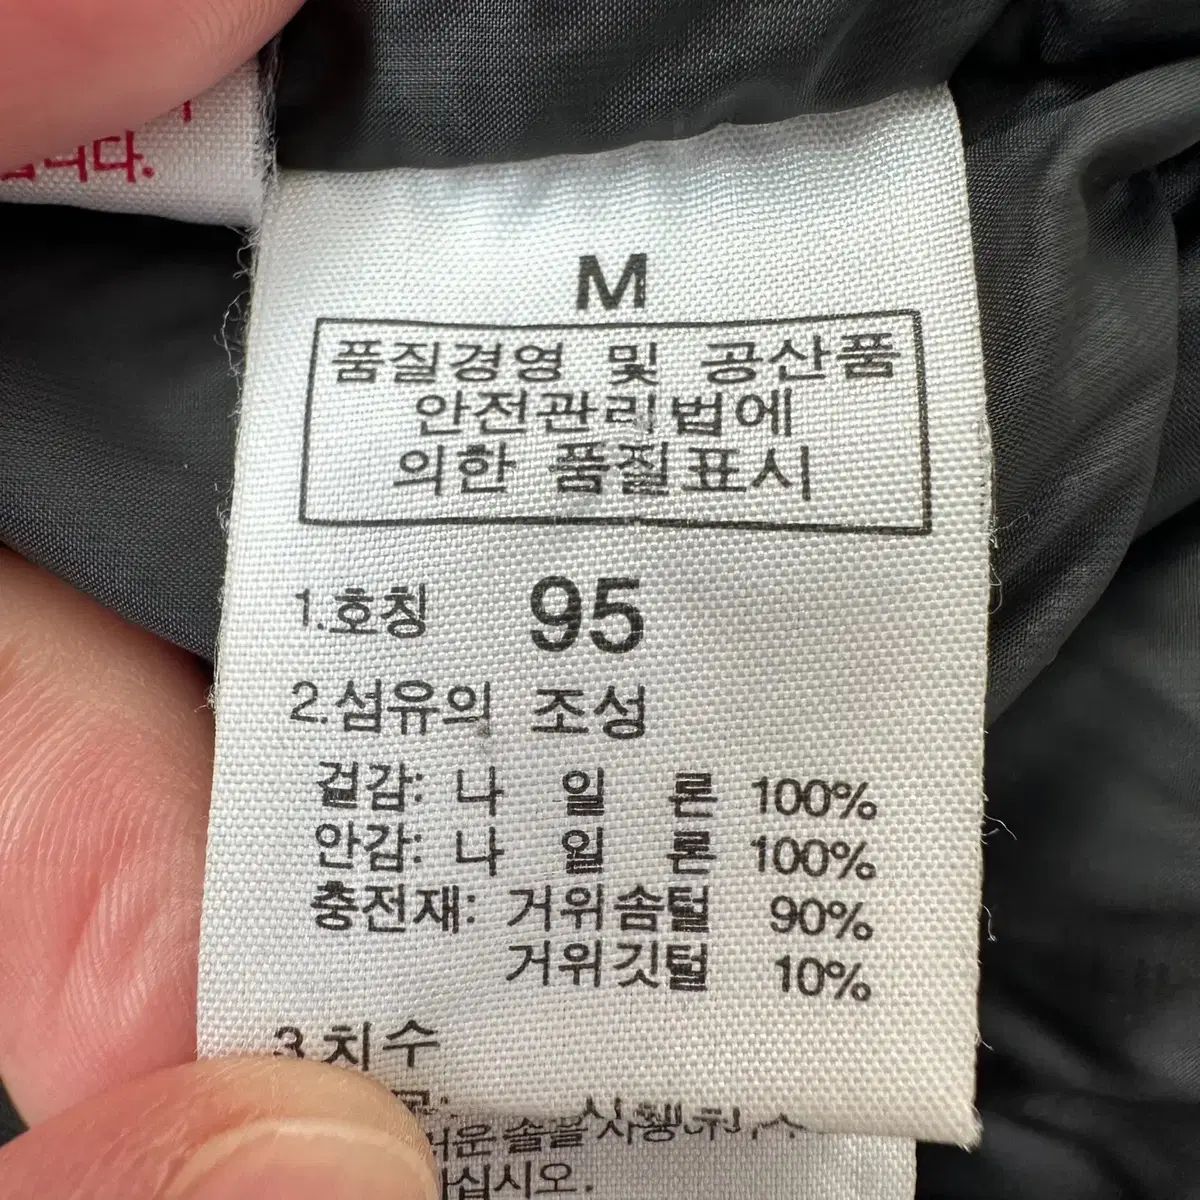 니다.
M
품질경영 및 공산품
안전관리법에
의한 품질표시
1.호칭 95
2.섬유의 조성
겉감: 나 일 론 100%
안감: 나 일 론 100%
충전재: 거위솜털 90%
거위깃털 10%
3.치수